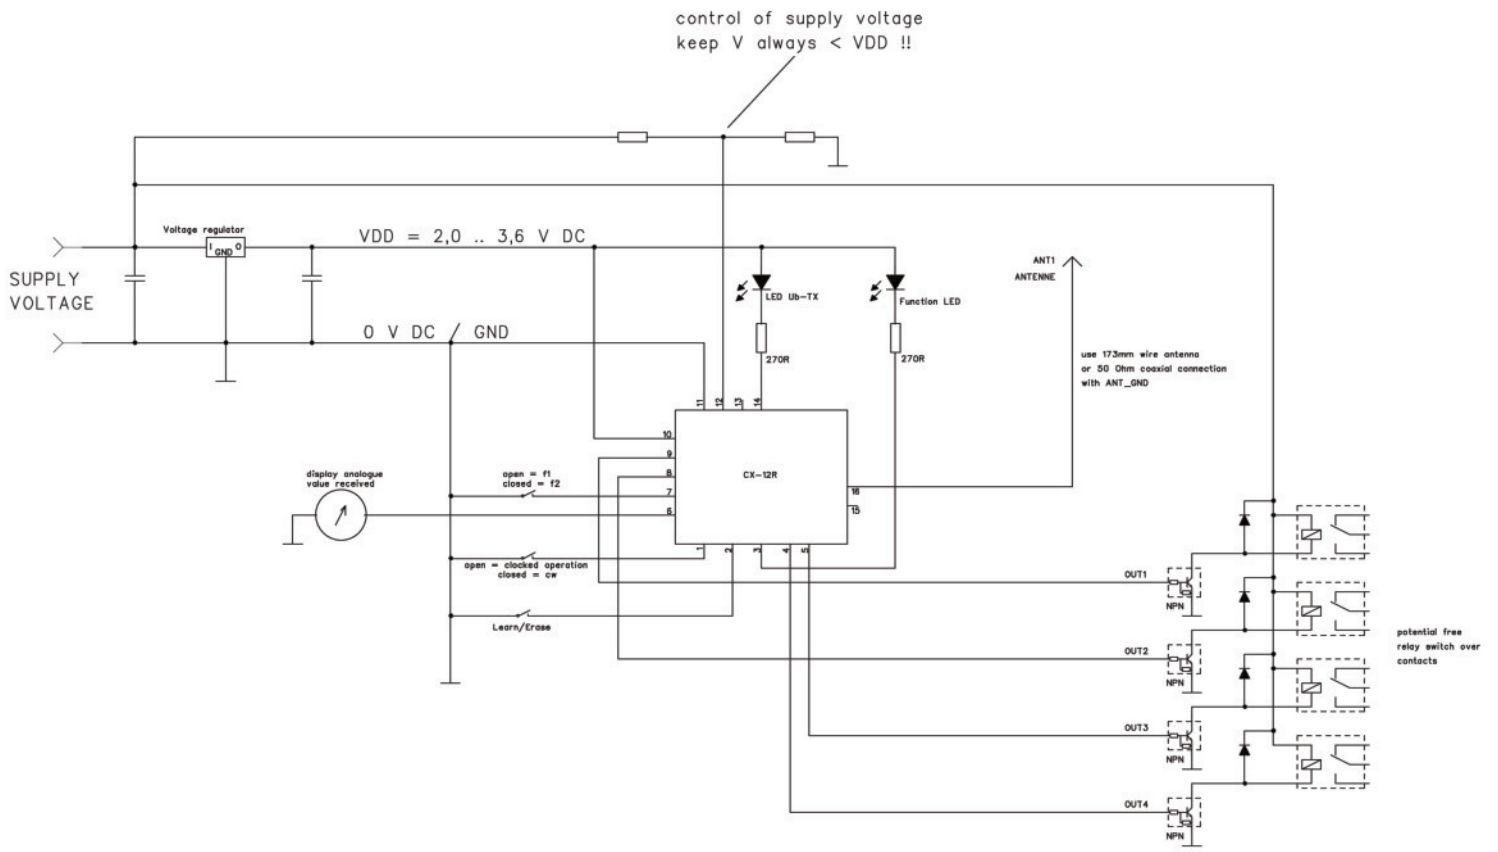 control of supply voltage
keep V always < VDD !!
Voltage regulator
I GND O
VDD = 2,0 .. 3,6 V DC
SUPPLY
VOLTAGE
0 V DC / GND
LED Ub-TX
270R
Function LED
270R
ANT1
ANTENNE
use 173mm wire antenna
or 50 Ohm coaxial connection
with ANT_GND
11
12
13
14
10
9
8
7
6
CX-12R
16
15
1
2
3
4
5
display analogue
value received
open = f1
closed = f2
open = clocked operation
closed = cw
Learn/Erase
OUT1
NPN
OUT2
NPN
OUT3
NPN
OUT4
NPN
potential free
relay switch over
contacts